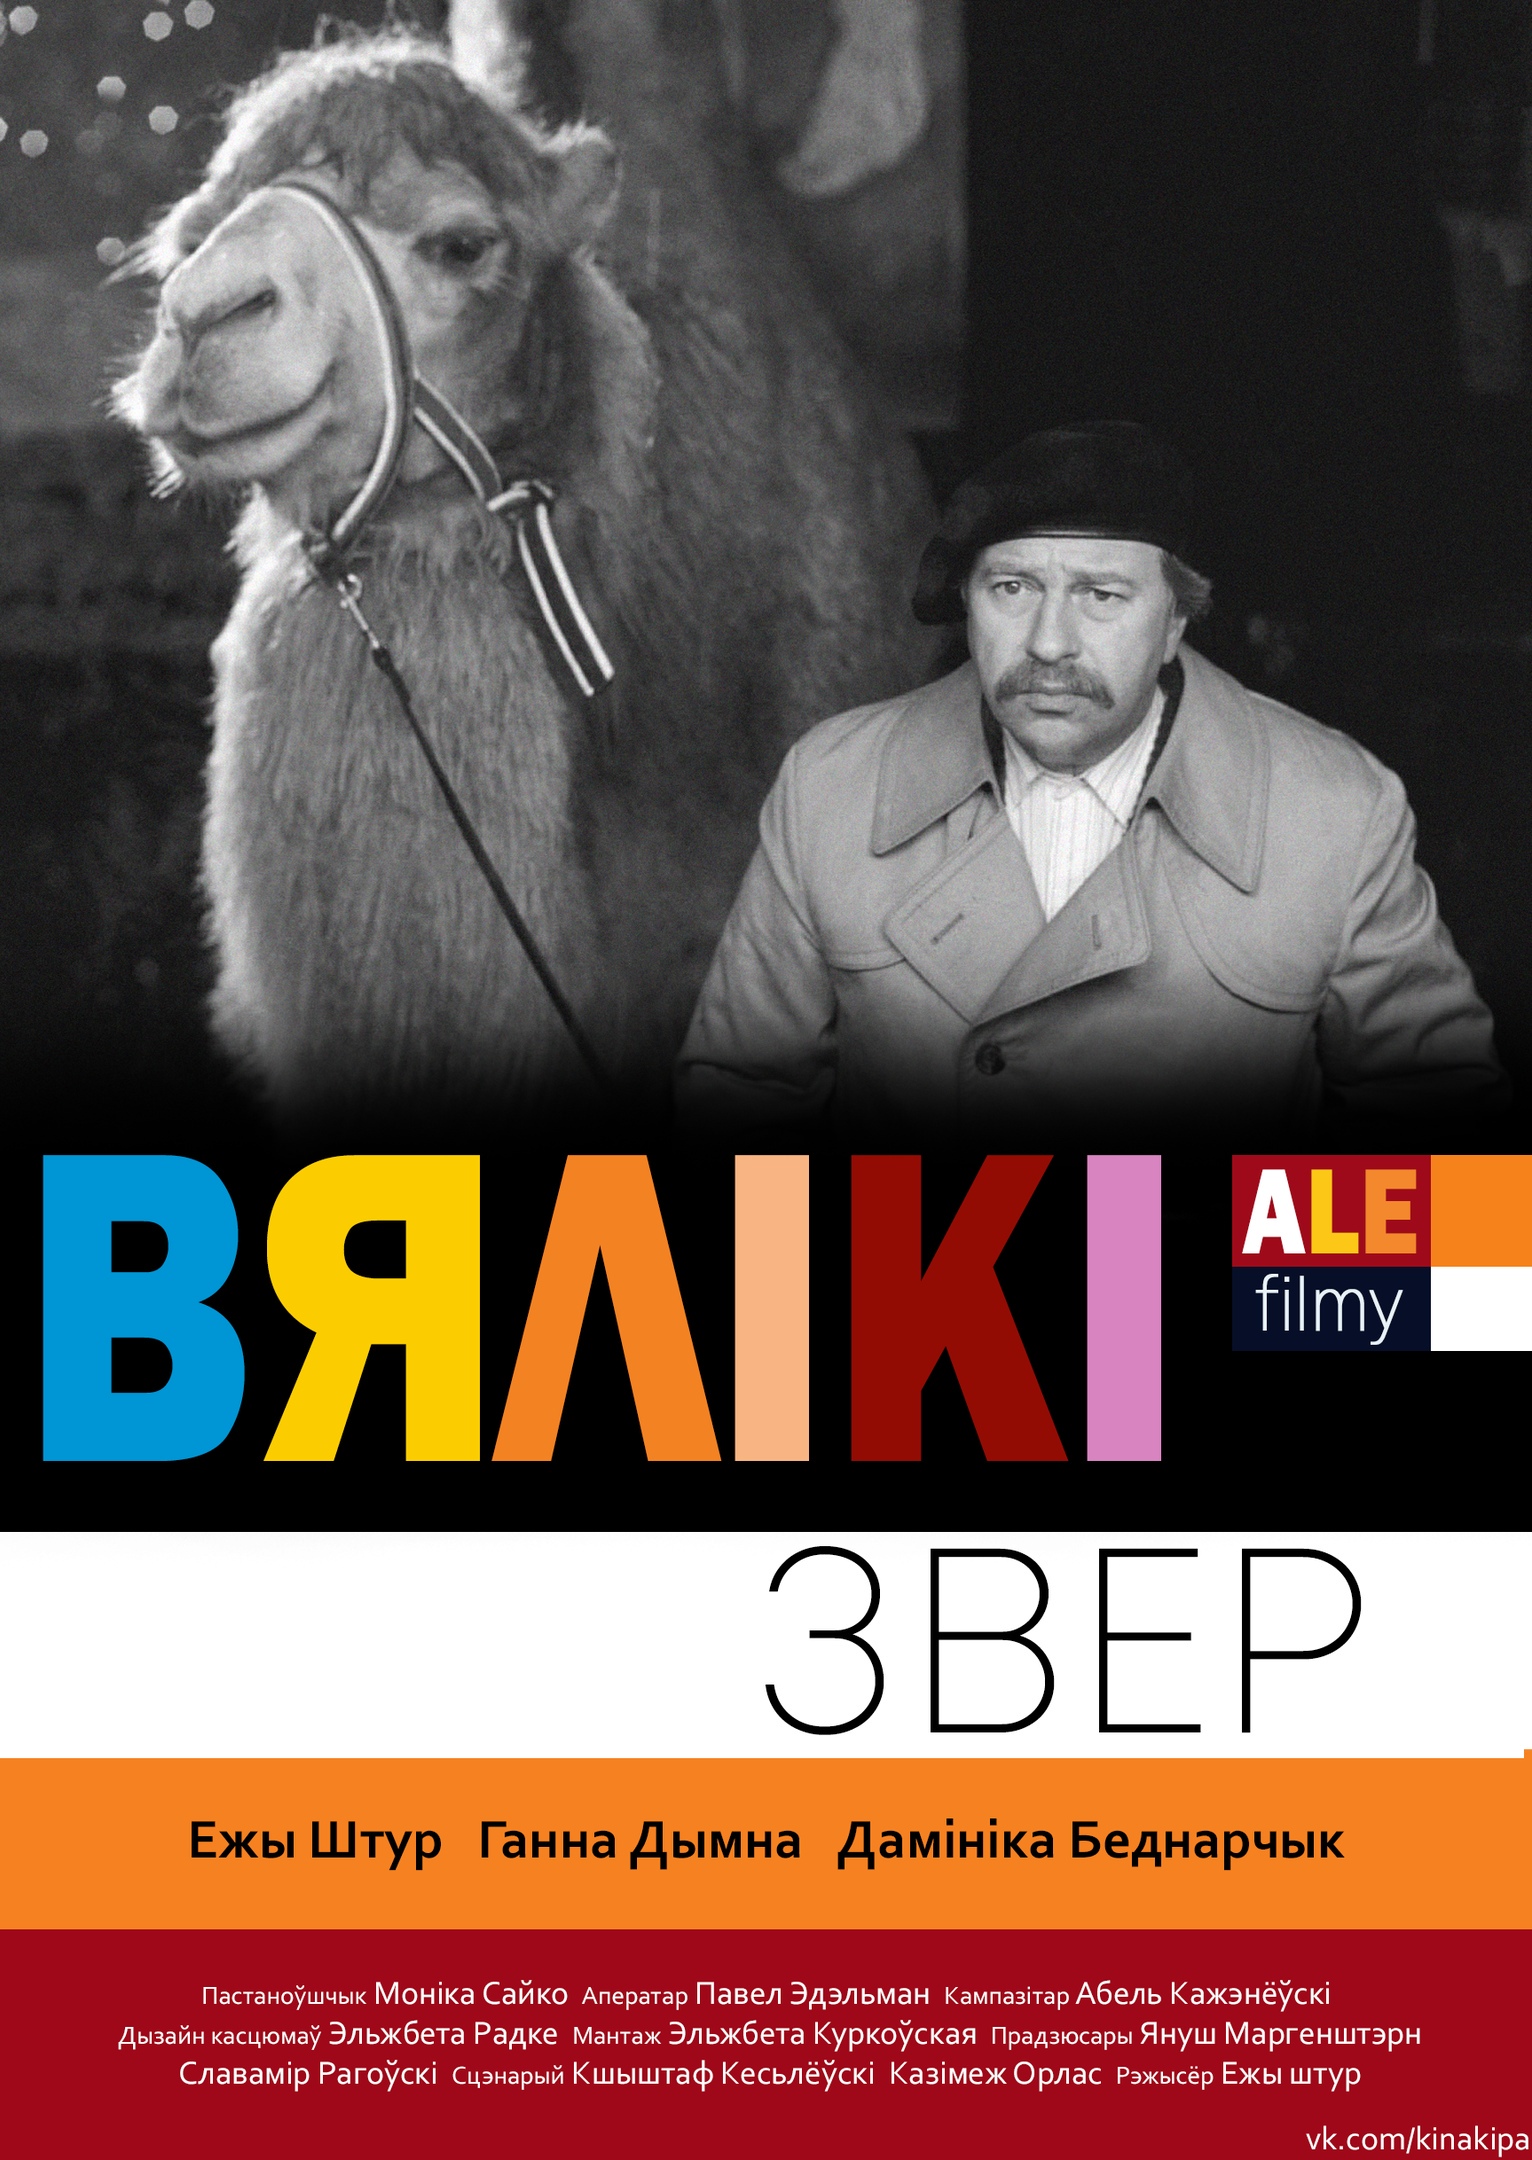 ВЯЛІКІ
ALE
filmy
ЗВЕР
Ежы Штур Ганна Дымна Дамініка Беднарчык
Пастаноўшчык Моніка Сайко Аператар Павел Эдэльман Кампазітар Абель Кажэнёўскі
Дызайн касцюмаў Эльжбета Радке Мантаж Эльжбета Куркоўская Прадзюсары Януш Маргенштэрн
Славамір Рагоўскі Сцэнарый Кшыштаф Кесьлёўскі Казімеж Орлас Рэжысёр Ежы штур
vk.com/kinakipa